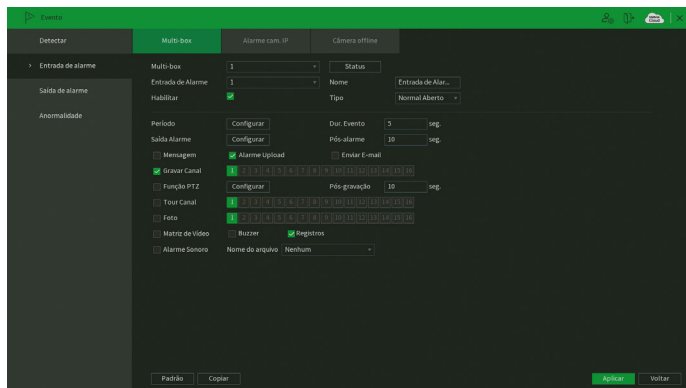 Evento
Detectar
Multi-box
Alarme cam. IP
Câmera offline
Entrada de alarme
Saída de alarme
Anormalidade
Multi-box 1 Status
Entrada de Alarme 1 Nome Entrada de Alar...
Habilitar Tipo Normal Aberto
Período Configurar Dur. Evento 5 seg.
Saída Alarme Configurar Pós-alarme 10 seg.
Mensagem Alarme Upload Enviar E-mail
Gravar Canal 1 2 3 4 5 6 7 8 9 10 11 12 13 14 15 16
Função PTZ Configurar Pós-gravação 10 seg.
Tour Canal 1 2 3 4 5 6 7 8 9 10 11 12 13 14 15 16
Foto 1 2 3 4 5 6 7 8 9 10 11 12 13 14 15 16
Matriz de Vídeo Buzzer Registros
Alarme Sonoro Nome do arquivo Nenhum
Padrão Copiar Aplicar Voltar